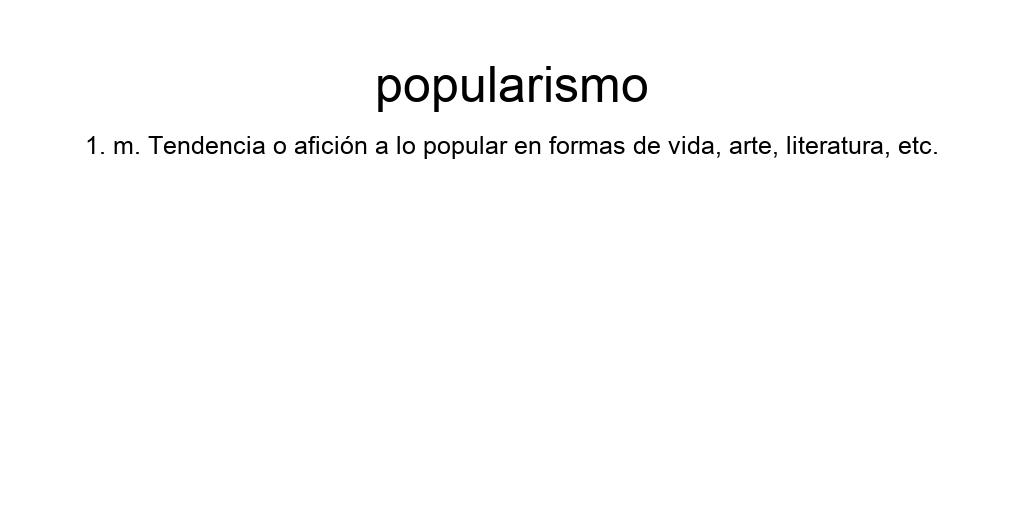 popularismo
1. m. Tendencia o afición a lo popular en formas de vida, arte, literatura, etc.